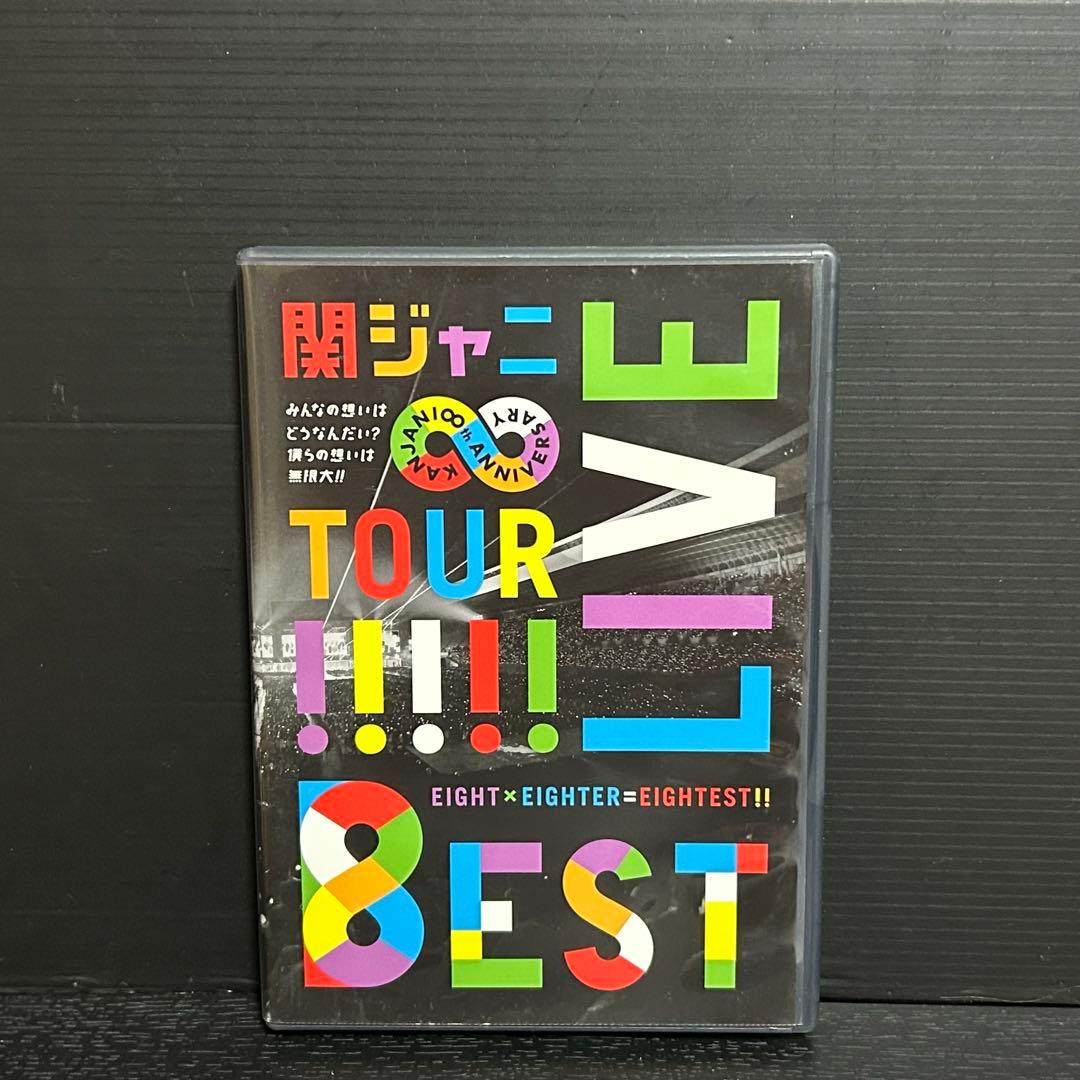 関ジャニ
みんなの想いは
どうなんだい?
僕らの想いは
無限大!!
KANJANI∞
8th ANNIVERSARY
TOUR
!!!!!
LIVE
EIGHT×EIGHTER=EIGHTEST!!
8EST